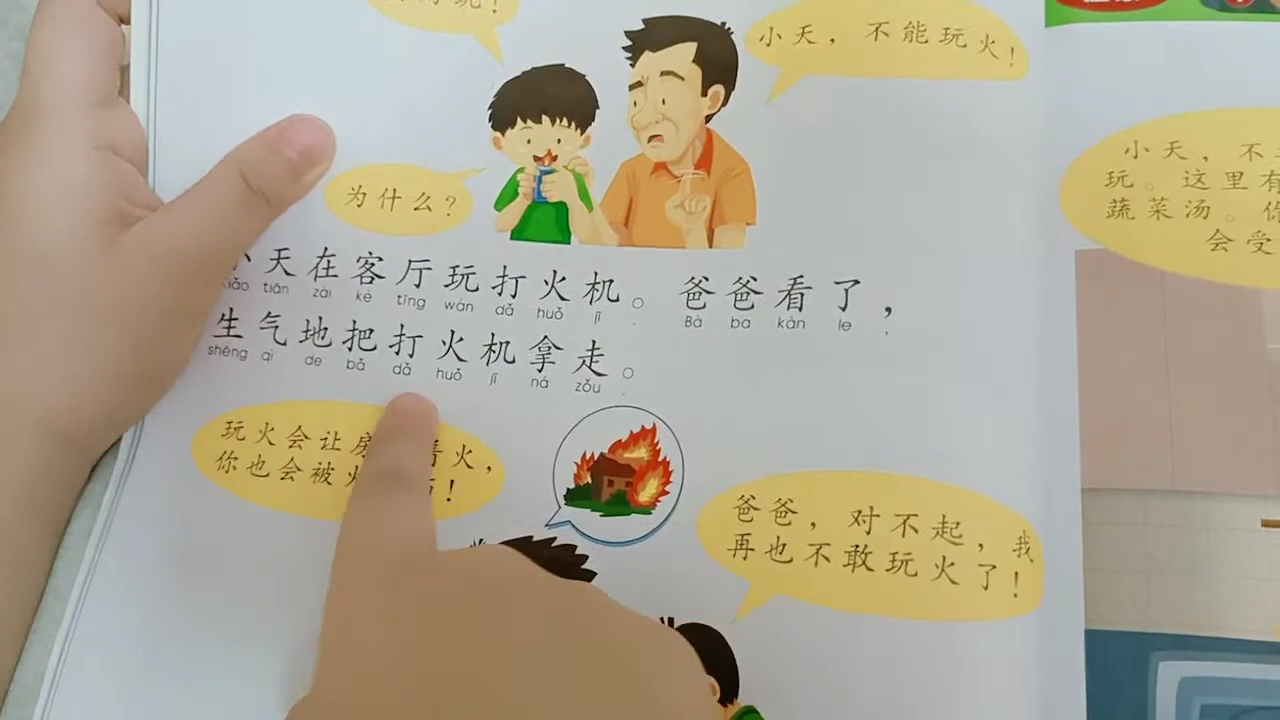 小天，不能玩火！
为什么？
小天在客厅玩打火机。爸爸看了，
xiǎo tiān zài kè tīng wán dǎ huǒ jī Bà ba kàn le
生气地把打火机拿走。
shēng qì de bǎ dǎ huǒ jī ná zǒu
玩火会让 着火，
你也会被 ！
爸爸，对不起，我
再也不敢玩火了！
小天，不
玩。这里有
蔬菜汤。你
会受